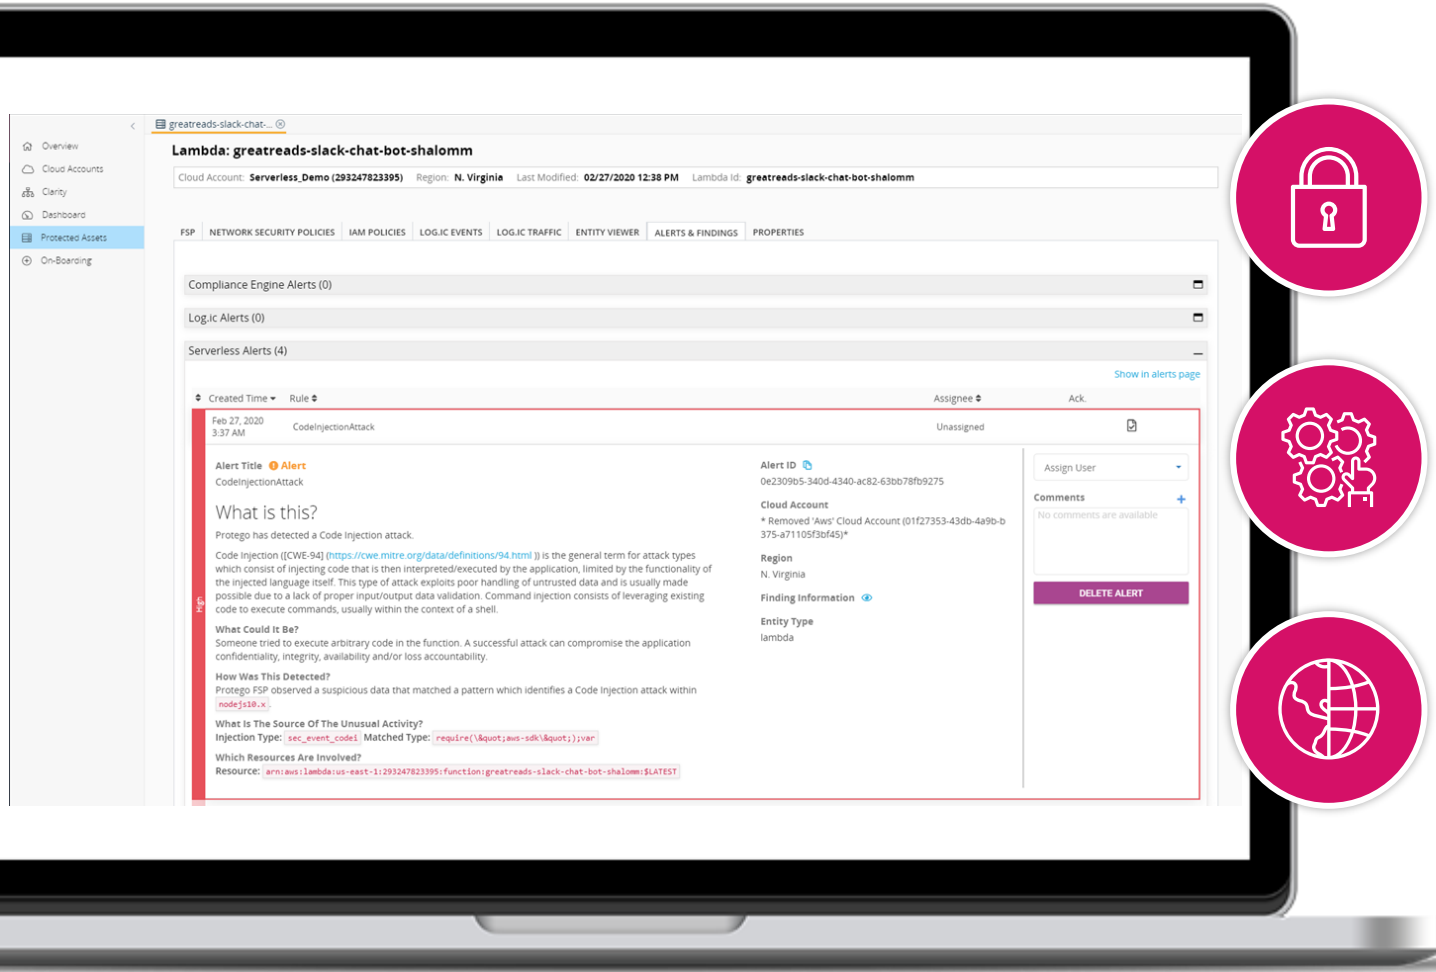 greatreads-slack-chat-...
Overview
Cloud Accounts
Clarity
Dashboard
Protected Assets
On-Boarding
Lambda: greatreads-slack-chat-bot-shalomm
Cloud Account: Serverless_Demo (293247823395) Region: N. Virginia Last Modified: 02/27/2020 12:38 PM Lambda Id: greatreads-slack-chat-bot-shalomm
FSP NETWORK SECURITY POLICIES IAM POLICIES LOG.IC EVENTS LOG.IC TRAFFIC ENTITY VIEWER ALERTS & FINDINGS PROPERTIES
Compliance Engine Alerts (0)
Log.ic Alerts (0)
Serverless Alerts (4)
Show in alerts page
Created Time Rule Assignee Ack.
Feb 27, 2020
3:37 AM
CodeInjectionAttack Unassigned
High
Alert Title Alert
CodeInjectionAttack
What is this?
Protego has detected a Code Injection attack.
Code Injection ([CWE-94] (https://cwe.mitre.org/data/definitions/94.html )) is the general term for attack types
which consist of injecting code that is then interpreted/executed by the application, limited by the functionality of
the injected language itself. This type of attack exploits poor handling of untrusted data and is usually made
possible due to a lack of proper input/output data validation. Command injection consists of leveraging existing
code to execute commands, usually within the context of a shell.
What Could It Be?
Someone tried to execute arbitrary code in the function. A successful attack can compromise the application
confidentiality, integrity, availability and/or loss accountability.
How Was This Detected?
Protego FSP observed a suspicious data that matched a pattern which identifies a Code Injection attack within
nodejs10.x.
What Is The Source Of The Unusual Activity?
Injection Type: sec_event_codei Matched Type: require(\&quot;aws-sdk\&quot;);var
Which Resources Are Involved?
Resource: arn:aws:lambda:us-east-1:293247823395:function:greatreads-slack-chat-bot-shalomm:$LATEST
Alert ID
0e2309b5-340d-4340-ac82-63bb78fb9275
Cloud Account
* Removed 'Aws' Cloud Account (01f27353-43db-4a9b-b
375-a71105f3bf45)*
Region
N. Virginia
Finding Information
Entity Type
lambda
Assign User
Comments
No comments are available
DELETE ALERT